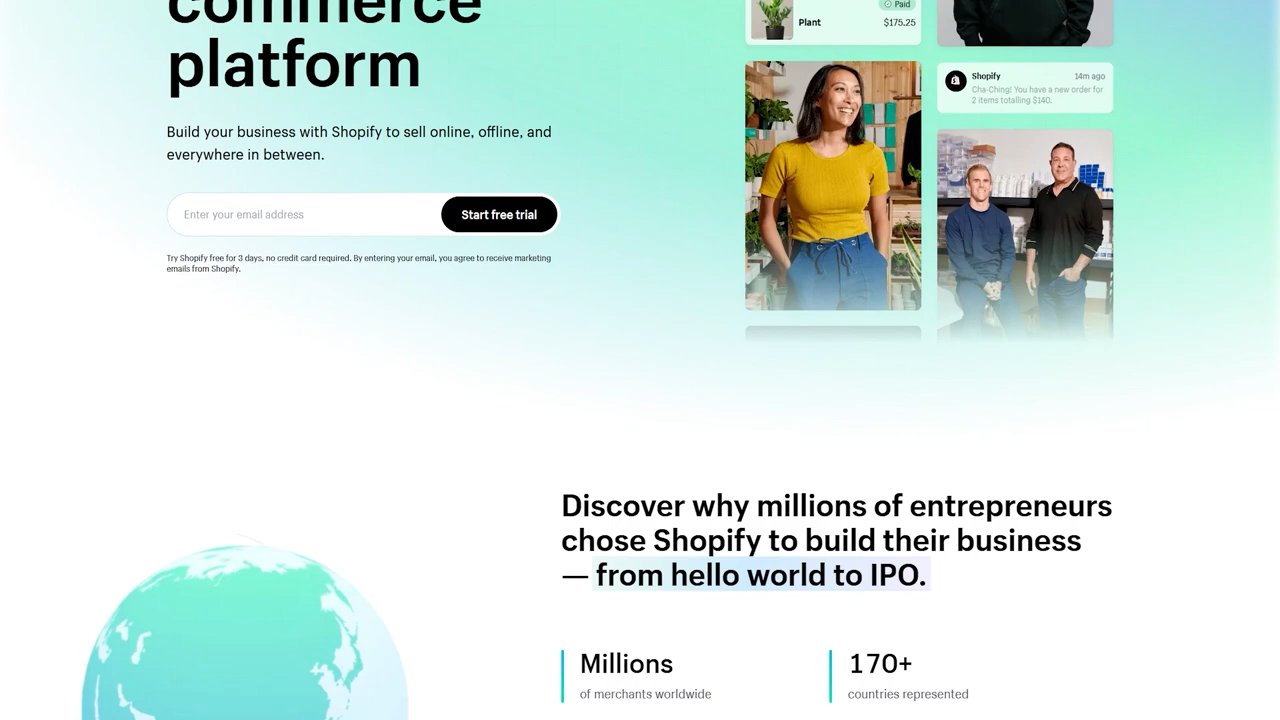 commerce
platform
Build your business with Shopify to sell online, offline, and
everywhere in between.
Enter your email address
Start free trial
Try Shopify free for 3 days, no credit card required. By entering your email, you agree to receive marketing
emails from Shopify.
Paid
Plant
$175.25
Shopify
14m ago
Cha-Ching! You have a new order for
2 items totalling $140.
Discover why millions of entrepreneurs
chose Shopify to build their business
— from hello world to IPO.
Millions
of merchants worldwide
170+
countries represented